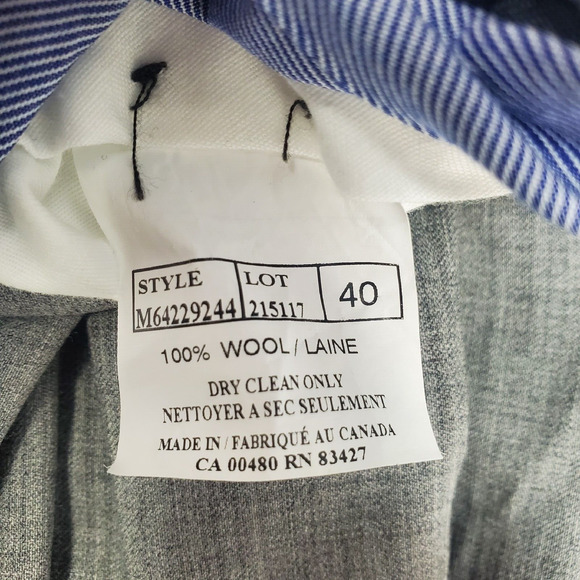 STYLE LOT 40
M64229244 215117
100% WOOL/LAINE
DRY CLEAN ONLY
NETTOYER A SEC SEULEMENT
MADE IN / FABRIQUÉ AU CANADA
CA 00480 RN 83427